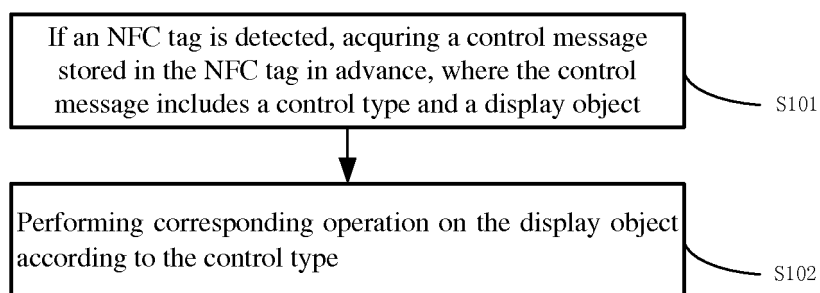 If an NFC tag is detected, acquring a control message
stored in the NFC tag in advance, where the control
message includes a control type and a display object
S101
Performing corresponding operation on the display object
according to the control type
S102